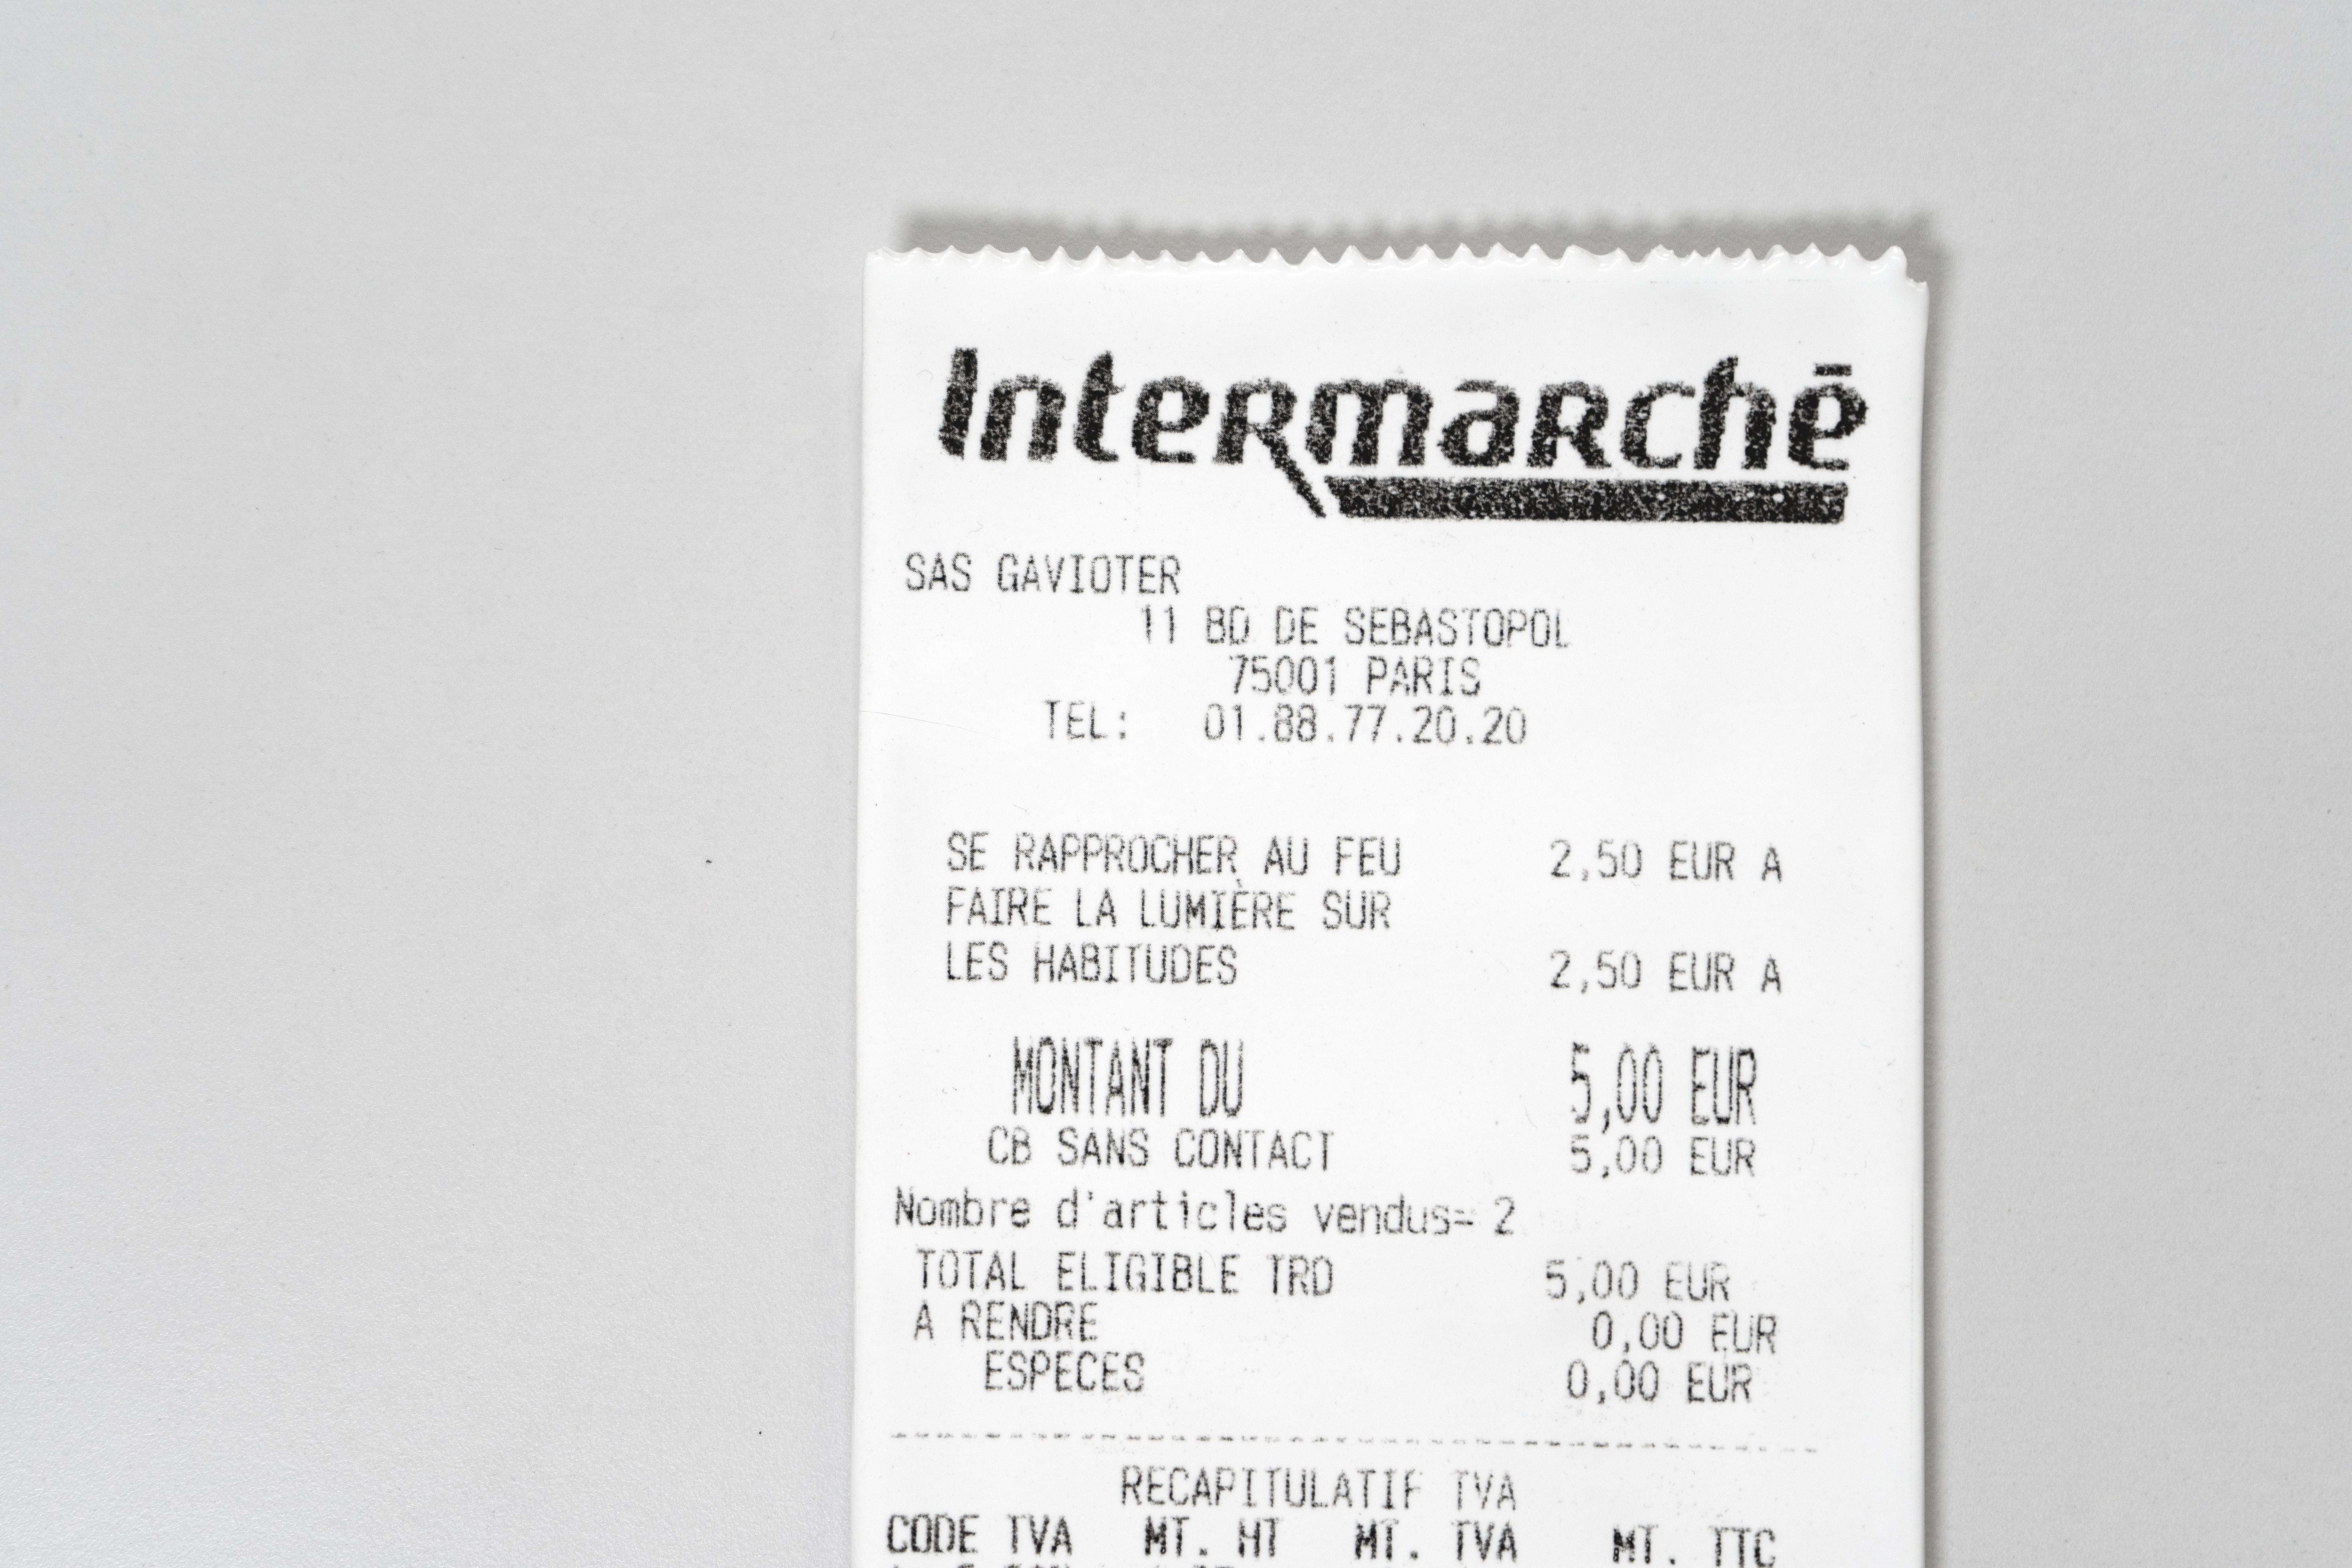 Intermarchē
SAS GAVIOTER
11 BD DE SEBASTOPOL
75001 PARIS
TEL: 01.88.77.20.20
SE RAPPROCHER AU FEU 2,50 EUR A
FAIRE LA LUMIÈRE SUR
LES HABITUDES 2,50 EUR A
MONTANT DU 5,00 EUR
CB SANS CONTACT 5,00 EUR
Nombre d'articles vendus= 2
TOTAL ELIGIBLE TRD 5,00 EUR
A RENDRE 0,00 EUR
ESPECES 0,00 EUR
RECAPITULATIF TVA
CODE TVA MT. HT MT. TVA MT. TTC